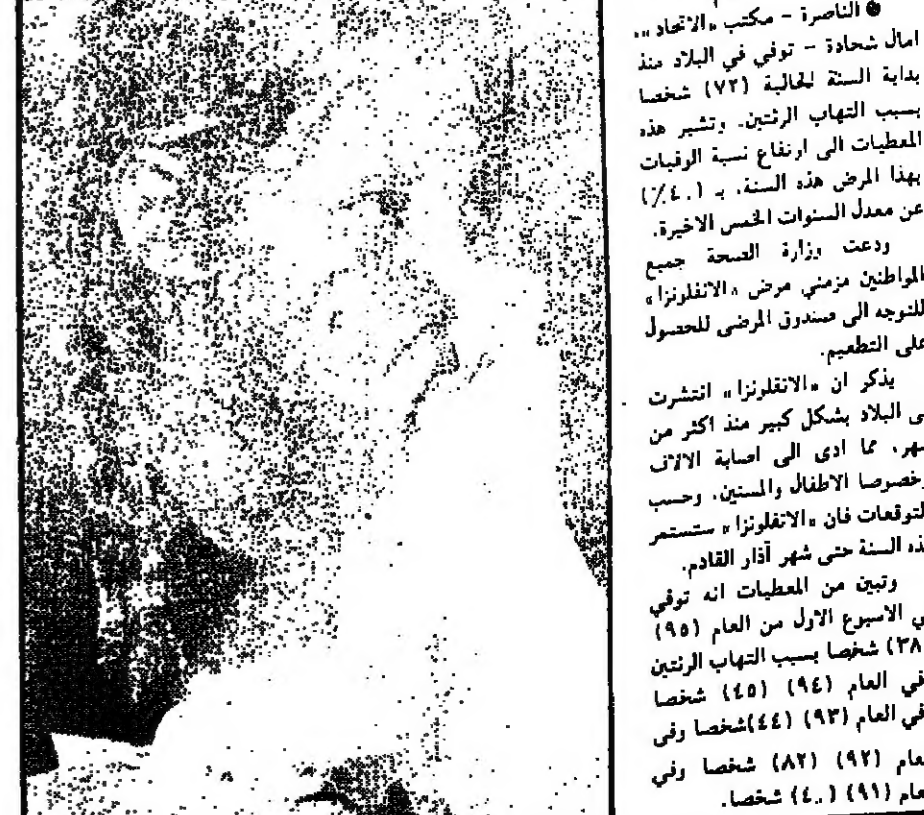 ● الناصرة - مكتب «الاتحاد»،
امال شحادة - توفي في البلاد منذ
بداية السنة الحالية (٧٢) شخصا
بسبب التهاب الرئتين. وتشير هذه
المعطيات الى ارتفاع نسبة الوفيات
بهذا المرض هذه السنة، بـ (٤٠٪)
عن معدل السنوات الخمس الاخيرة.
ودعت وزارة الصحة جميع
المواطنين مزمني مرض «الانفلونزا»
للتوجه الى صندوق المرضى للحصول
على التطعيم.
يذكر ان «الانفلونزا» انتشرت
في البلاد بشكل كبير منذ اكثر من
شهر، مما ادى الى اصابة الالاف
وخصوصا الاطفال والمسنين. وحسب
التوقعات فان «الانفلونزا» ستستمر
هذه السنة حتى شهر آذار القادم.
وتبين من المعطيات انه توفي
في الاسبوع الاول من العام (٩٥)
(٣٨) شخصا بسبب التهاب الرئتين
وفي العام (٩٤) (٤٥) شخصا
وفي العام (٩٣) (٤٤)شخصا وفي
العام (٩٢) (٨٢) شخصا وفي
العام (٩١) (٤٠) شخصا.